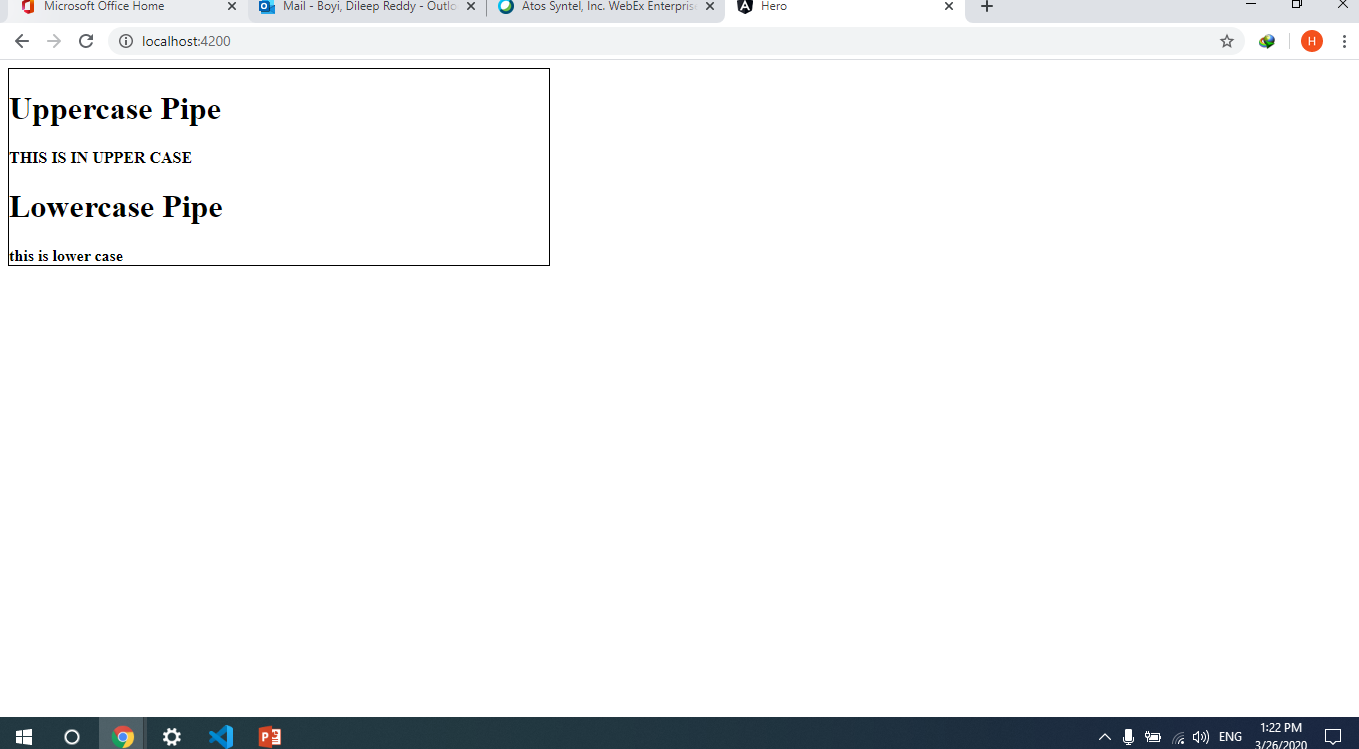 Microsoft Office Home
Mail - Boyi, Dileep Reddy - Outlo
Atos Syntel, Inc. WebEx Enterprise
Hero
localhost:4200
H
Uppercase Pipe
THIS IS IN UPPER CASE
Lowercase Pipe
this is lower case
ENG
1:22 PM
3/26/2020